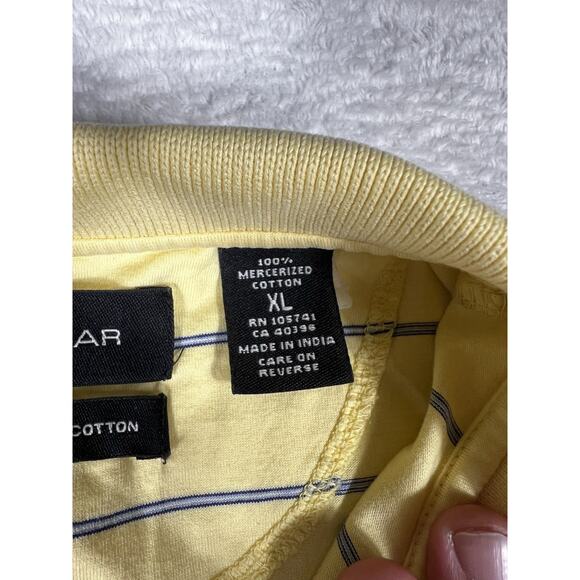 100%
MERCERIZED
COTTON
XL
RN 105741
CA 40396
MADE IN INDIA
CARE ON
REVERSE
AR
COTTON